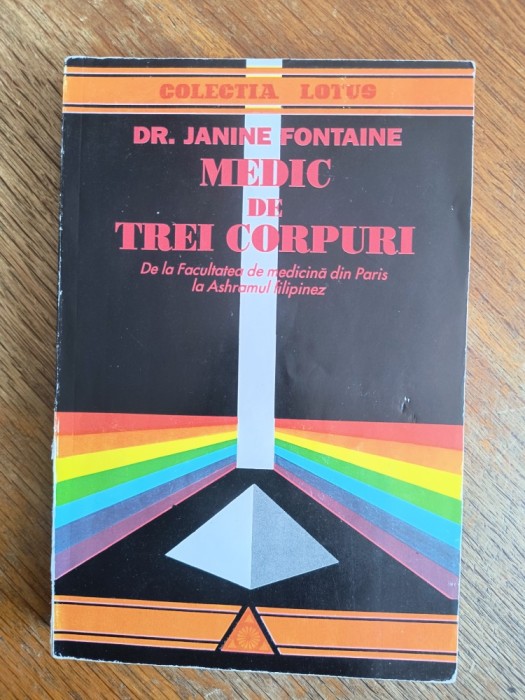 COLECTIA LOTUS
DR. JANINE FONTAINE
MEDIC
DE
TREI CORPURI
De la Facultatea de medicină din Paris
la Ashramul filipinez